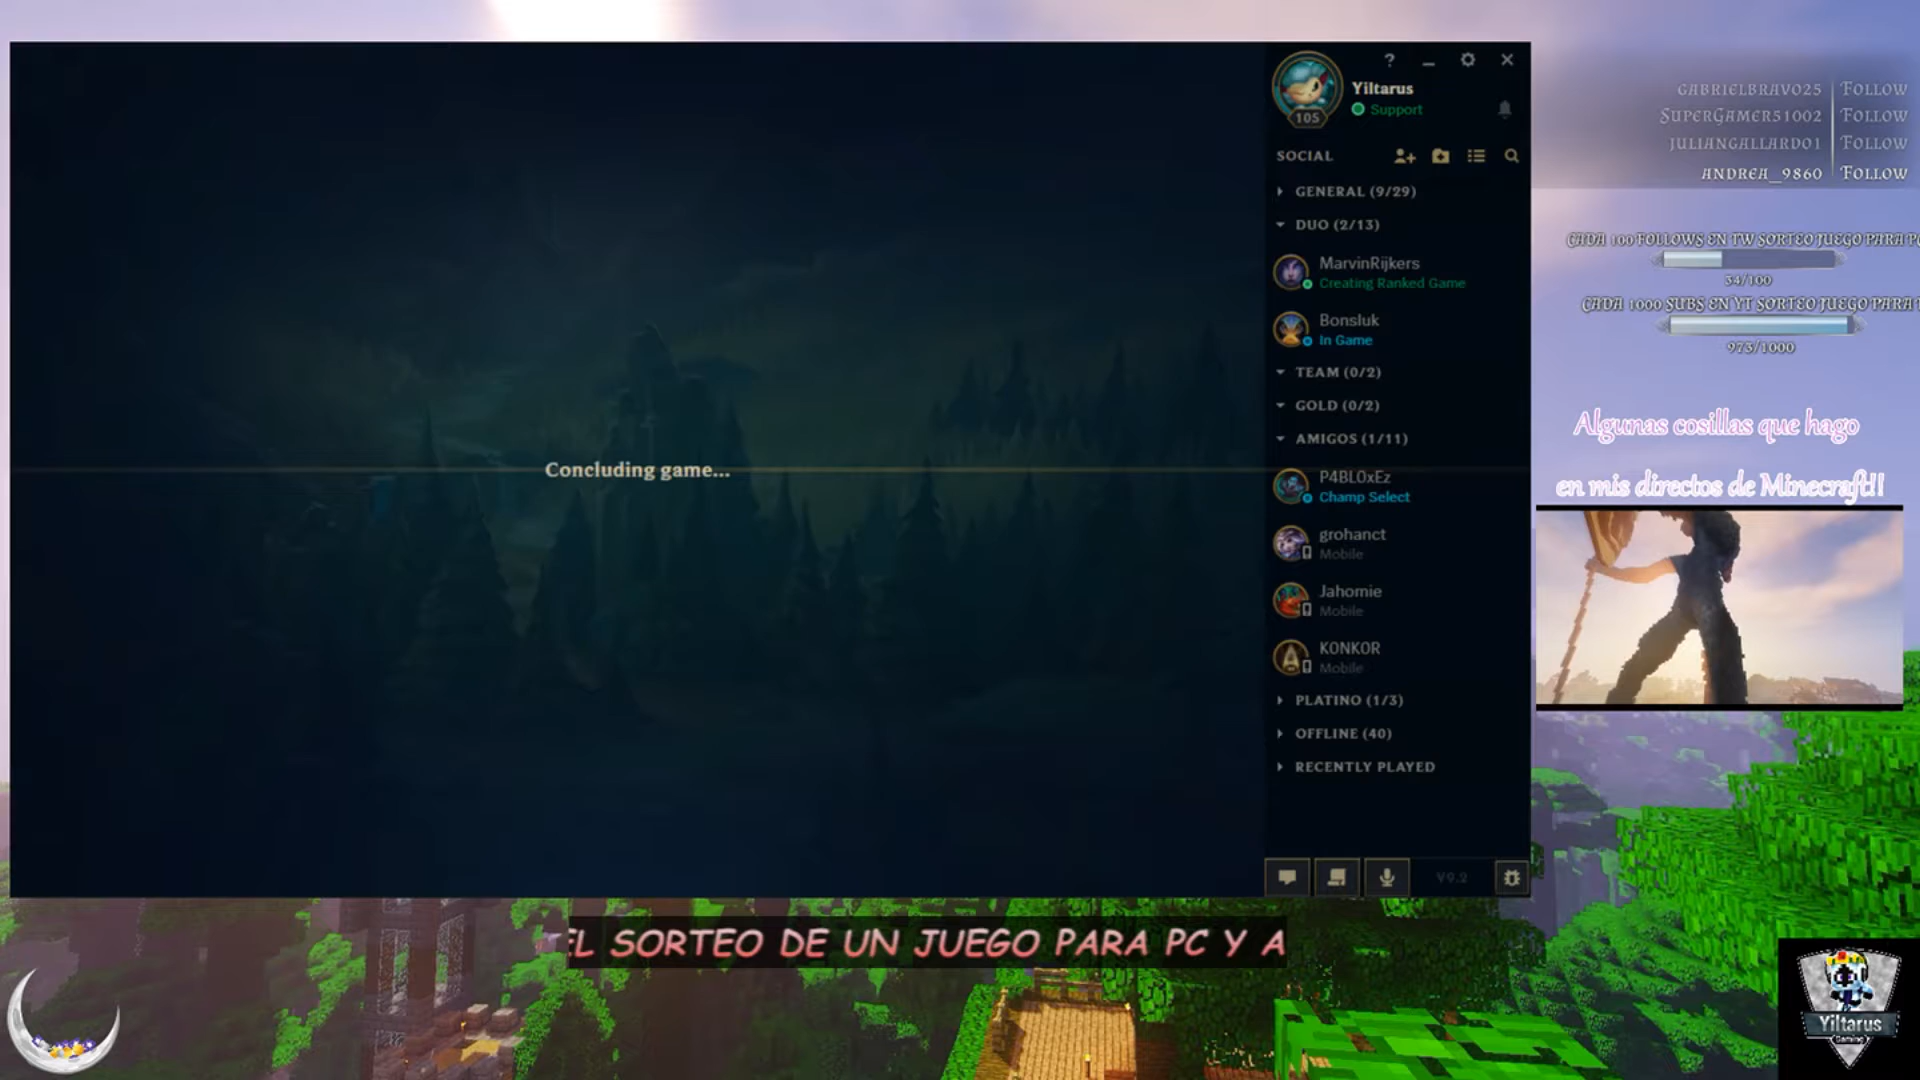 Yiltarus
105
Support
SOCIAL
GENERAL (9/29)
DUO (2/13)
MarvinRijkers
Creating Ranked Game
Bonsluk
In Game
TEAM (0/2)
GOLD (0/2)
AMIGOS (1/11)
P4BL0xEz
Champ Select
grohanct
Mobile
Jahomie
Mobile
KONKOR
Mobile
PLATINO (1/3)
OFFLINE (40)
RECENTLY PLAYED
V9.2
Concluding game...
GABRIELBRAVO25 FOLLOW
SUPERGAMER51002 FOLLOW
JULIANGALLARDO1 FOLLOW
ANDREA_9860 FOLLOW
CADA 100 FOLLOWS EN TW SORTEO JUEGO PARA
34/100
CADA 1000 SUBS EN YT SORTEO JUEGO PARA
973/1000
Algunas cosillas que hago
en mis directos de Minecraft!!
EL SORTEO DE UN JUEGO PARA PC Y A
Yiltarus
Gaming